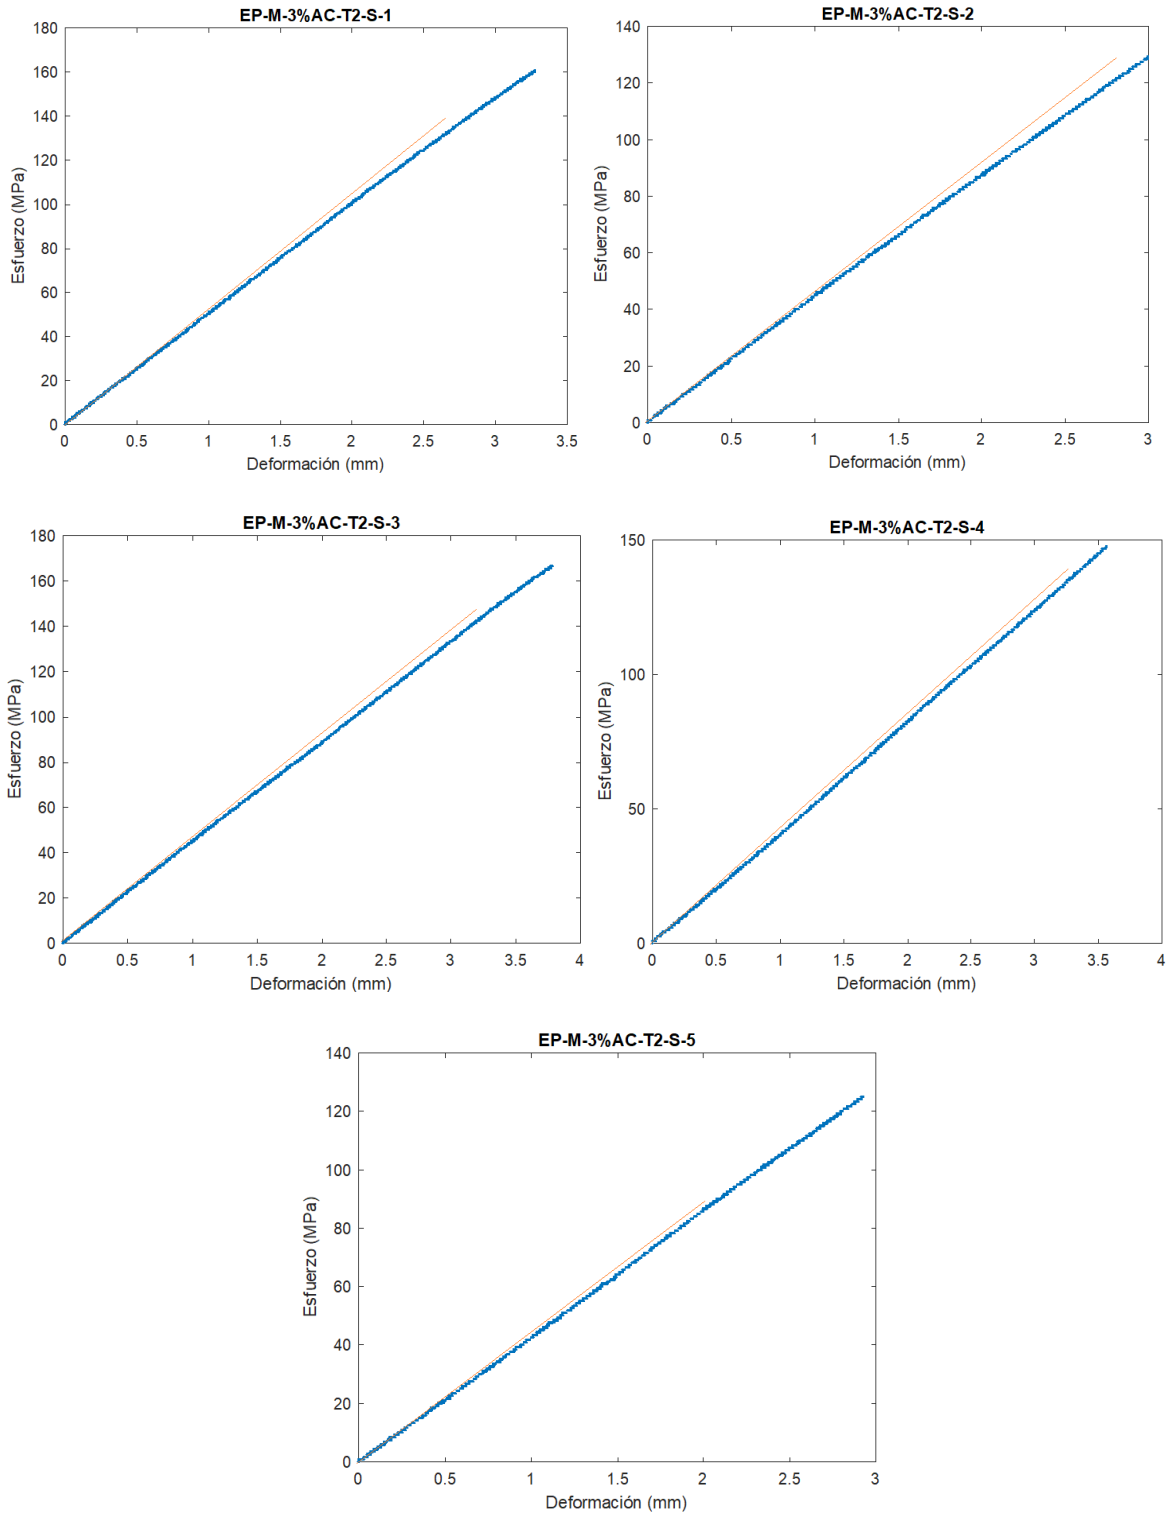 EP-M-3%AC-T2-S-1
180
160
140
120
100
80
60
40
20
0
Esfuerzo (MPa)
0 0.5 1 1.5 2 2.5 3 3.5
Deformación (mm)
EP-M-3%AC-T2-S-2
140
120
100
80
60
40
20
0
Esfuerzo (MPa)
0 0.5 1 1.5 2 2.5 3
Deformación (mm)
EP-M-3%AC-T2-S-3
180
160
140
120
100
80
60
40
20
0
Esfuerzo (MPa)
0 0.5 1 1.5 2 2.5 3 3.5 4
Deformación (mm)
EP-M-3%AC-T2-S-4
150
100
50
0
Esfuerzo (MPa)
0 0.5 1 1.5 2 2.5 3 3.5 4
Deformación (mm)
EP-M-3%AC-T2-S-5
140
120
100
80
60
40
20
0
Esfuerzo (MPa)
0 0.5 1 1.5 2 2.5 3
Deformación (mm)